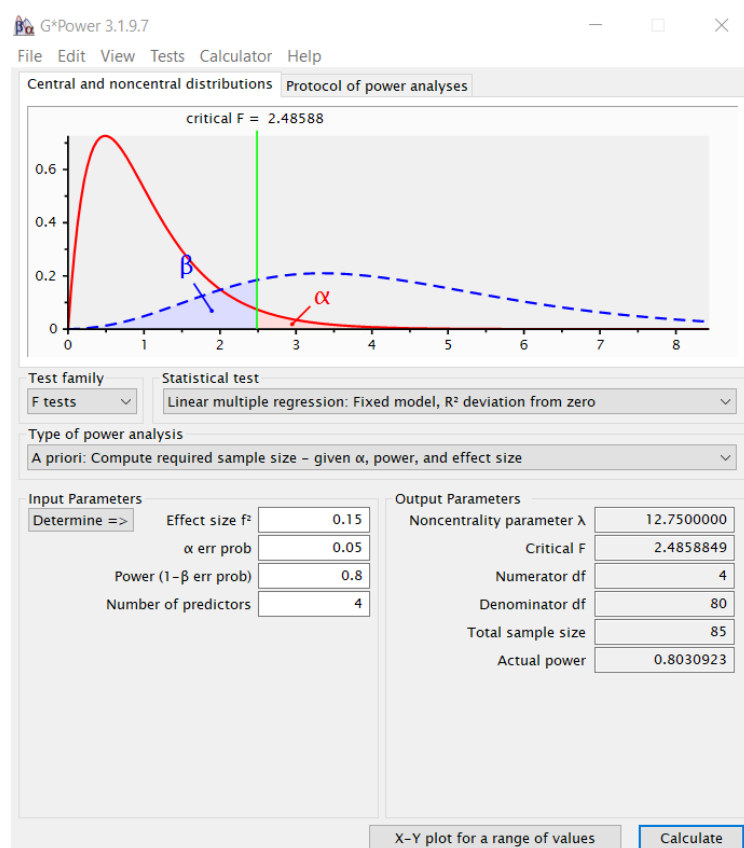 G*Power 3.1.9.7
File Edit View Tests Calculator Help
Central and noncentral distributions Protocol of power analyses
critical F = 2.48588
0.6
0.4
0.2
0
β
α
0 1 2 3 4 5 6 7 8
Test family Statistical test
F tests Linear multiple regression: Fixed model, R² deviation from zero
Type of power analysis
A priori: Compute required sample size – given α, power, and effect size
Input Parameters Output Parameters
Determine => Effect size f² 0.15 Noncentrality parameter λ 12.7500000
α err prob 0.05 Critical F 2.4858849
Power (1−β err prob) 0.8 Numerator df 4
Number of predictors 4 Denominator df 80
Total sample size 85
Actual power 0.8030923
X−Y plot for a range of values Calculate